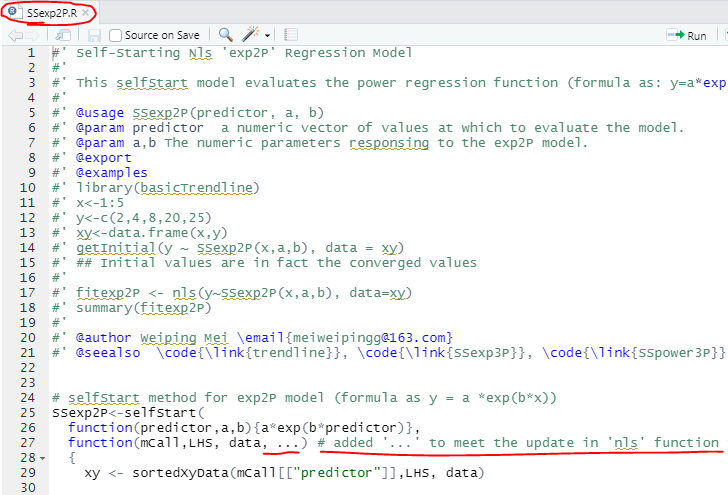 SSexp2P.R
Source on Save
Run
1 #' Self-Starting Nls 'exp2P' Regression Model
2 #'
3 #' This selfStart model evaluates the power regression function (formula as: y=a*exp
4 #'
5 #' @usage SSexp2P(predictor, a, b)
6 #' @param predictor  a numeric vector of values at which to evaluate the model.
7 #' @param a,b The numeric parameters responsing to the exp2P model.
8 #' @export
9 #' @examples
10 #' library(basicTrendline)
11 #' x<-1:5
12 #' y<-c(2,4,8,20,25)
13 #' xy<-data.frame(x,y)
14 #' getInitial(y ~ SSexp2P(x,a,b), data = xy)
15 #' ## Initial values are in fact the converged values
16 #'
17 #' fitexp2P <- nls(y~SSexp2P(x,a,b), data=xy)
18 #' summary(fitexp2P)
19 #'
20 #' @author Weiping Mei \email{meiweipingg@163.com}
21 #' @seealso  \code{\link{trendline}}, \code{\link{SSexp3P}}, \code{\link{SSpower3P}}
22
23
24 # selfStart method for exp2P model (formula as y = a *exp(b*x))
25 SSexp2P<-selfStart(
26   function(predictor,a,b){a*exp(b*predictor)},
27   function(mCall,LHS, data, ...) # added '...' to meet the update in 'nls' function
28   {
29     xy <- sortedXyData(mCall[["predictor"]],LHS, data)
30